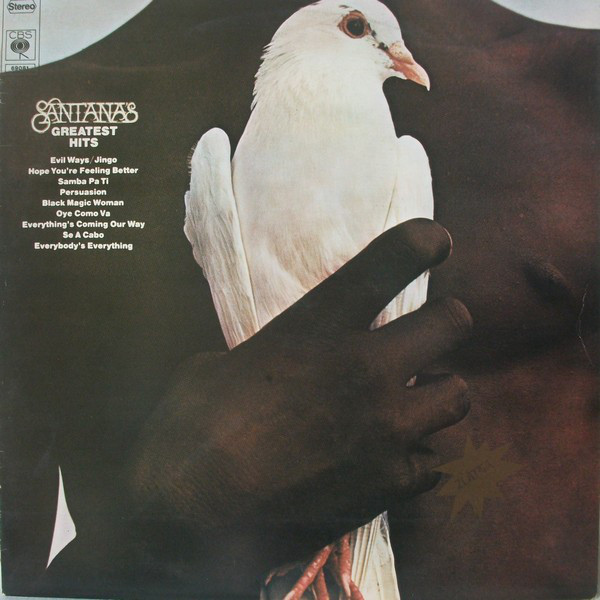 Stereo
CBS
R
69081
SANTANA'S
GREATEST
HITS
Evil Ways/Jingo
Hope You're Feeling Better
Samba Pa Ti
Persuasion
Black Magic Woman
Oye Como Va
Everything's Coming Our Way
Se A Cabo
Everybody's Everything